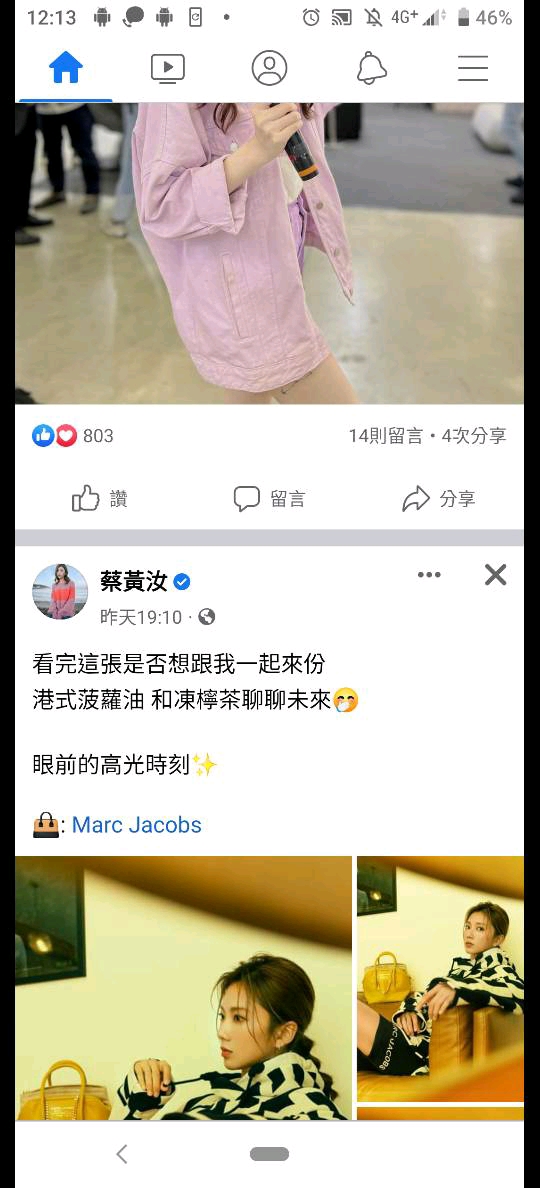 12:13
4G+
46%
803
14則留言・4次分享
讚
留言
分享
蔡黃汝
昨天19:10 ·
看完這張是否想跟我一起來份
港式菠蘿油 和凍檸茶聊聊未來🤭
眼前的高光時刻✨
👜: Marc Jacobs
RC JACOBS